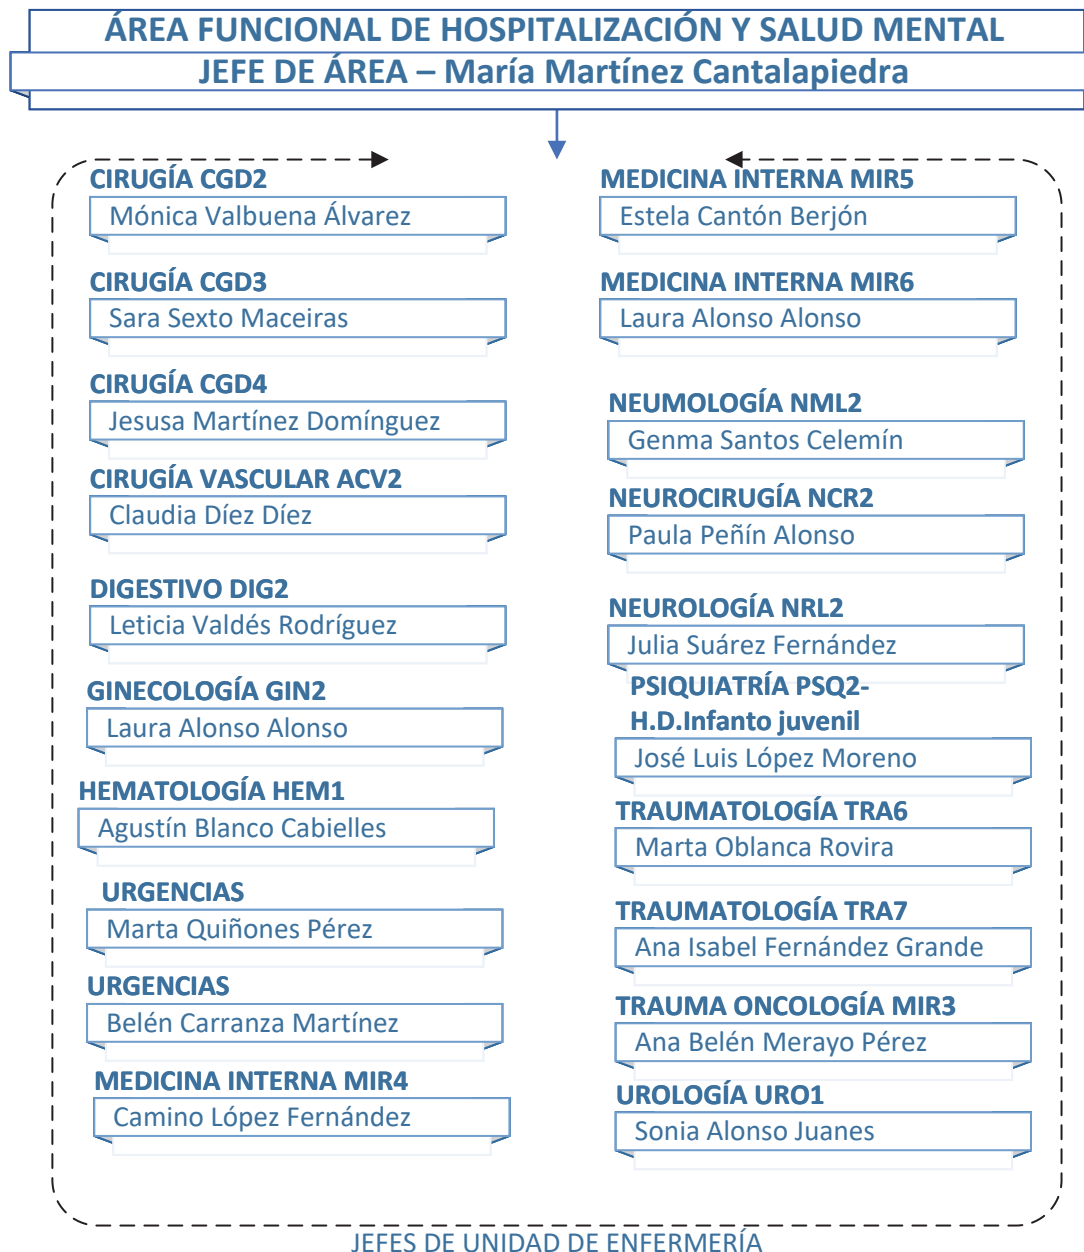 ÁREA FUNCIONAL DE HOSPITALIZACIÓN Y SALUD MENTAL
JEFE DE ÁREA – María Martínez Cantalapiedra
CIRUGÍA CGD2
Mónica Valbuena Álvarez
CIRUGÍA CGD3
Sara Sexto Maceiras
CIRUGÍA CGD4
Jesusa Martínez Domínguez
CIRUGÍA VASCULAR ACV2
Claudia Díez Díez
DIGESTIVO DIG2
Leticia Valdés Rodríguez
GINECOLOGÍA GIN2
Laura Alonso Alonso
HEMATOLOGÍA HEM1
Agustín Blanco Cabielles
URGENCIAS
Marta Quiñones Pérez
URGENCIAS
Belén Carranza Martínez
MEDICINA INTERNA MIR4
Camino López Fernández
MEDICINA INTERNA MIR5
Estela Cantón Berjón
MEDICINA INTERNA MIR6
Laura Alonso Alonso
NEUMOLOGÍA NML2
Genma Santos Celemín
NEUROCIRUGÍA NCR2
Paula Peñín Alonso
NEUROLOGÍA NRL2
Julia Suárez Fernández
PSIQUIATRÍA PSQ2-
H.D.Infanto juvenil
José Luis López Moreno
TRAUMATOLOGÍA TRA6
Marta Oblanca Rovira
TRAUMATOLOGÍA TRA7
Ana Isabel Fernández Grande
TRAUMA ONCOLOGÍA MIR3
Ana Belén Merayo Pérez
UROLOGÍA URO1
Sonia Alonso Juanes
JEFES DE UNIDAD DE ENFERMERÍA